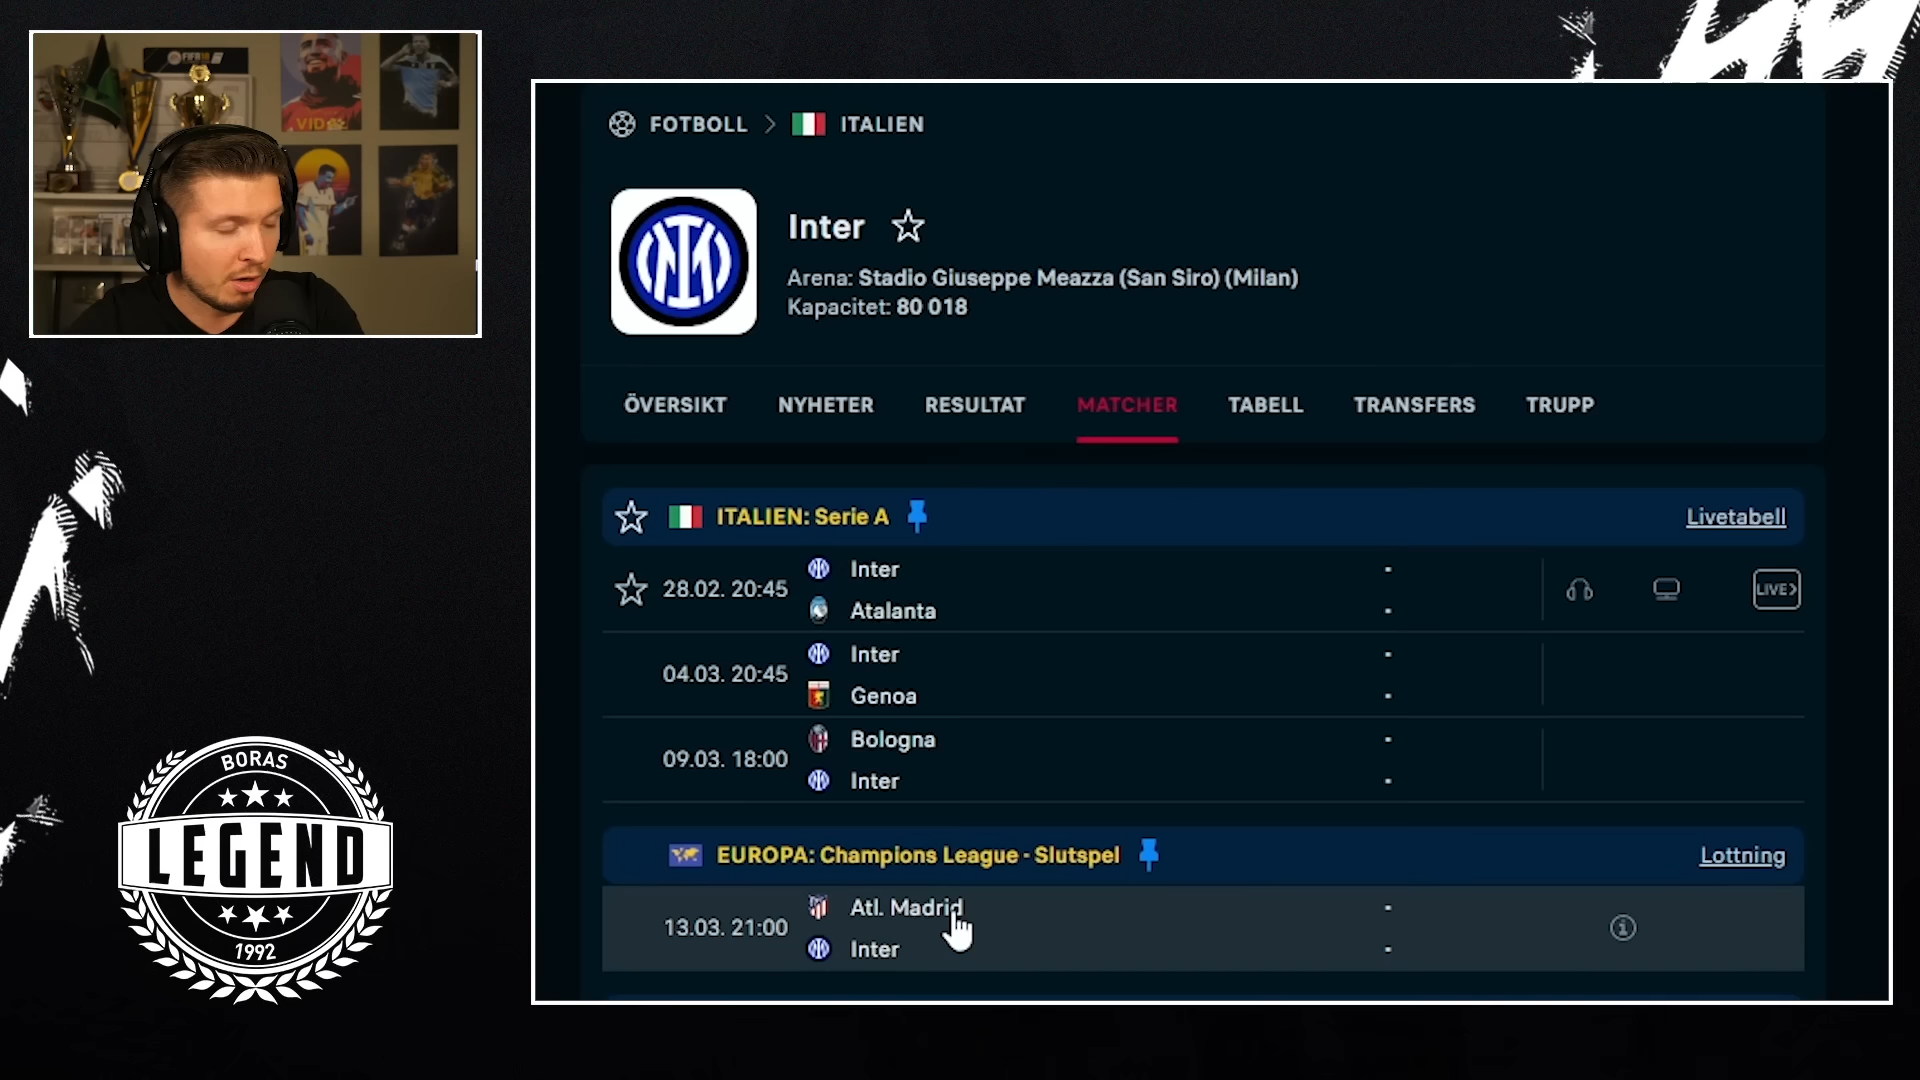 FIFA
VIDAL
FOTBOLL
ITALIEN
Inter
Arena: Stadio Giuseppe Meazza (San Siro) (Milan)
Kapacitet: 80 018
ÖVERSIKT NYHETER RESULTAT MATCHER TABELL TRANSFERS TRUPP
ITALIEN: Serie A
Livetabell
28.02. 20:45
Inter -
Atalanta -
LIVE
04.03. 20:45
Inter -
Genoa -
09.03. 18:00
Bologna -
Inter -
EUROPA: Champions League - Slutspel
Lottning
13.03. 21:00
Atl. Madrid -
Inter -
BORAS
LEGEND
1992